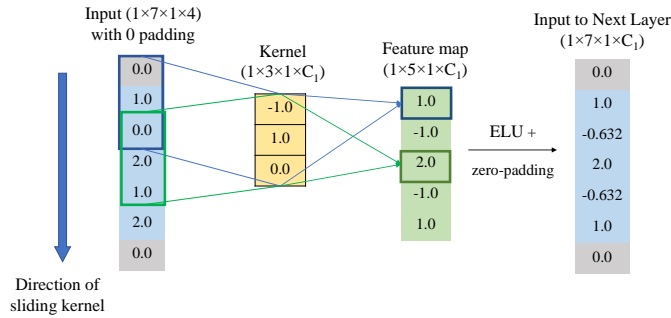 Input (1×7×1×4)
with 0 padding
0.0
1.0
0.0
2.0
1.0
2.0
0.0
Direction of
sliding kernel
Kernel
(1×3×1×C₁)
-1.0
1.0
0.0
Feature map
(1×5×1×C₁)
1.0
-1.0
2.0
-1.0
1.0
ELU +
zero-padding
Input to Next Layer
(1×7×1×C₁)
0.0
1.0
-0.632
2.0
-0.632
1.0
0.0